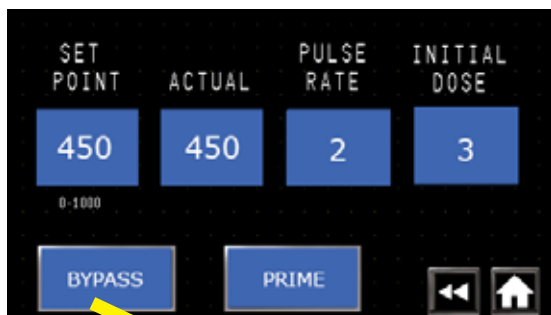 SET POINT
ACTUAL
PULSE RATE
INITIAL DOSE
450
450
2
3
0-1000
BYPASS
PRIME